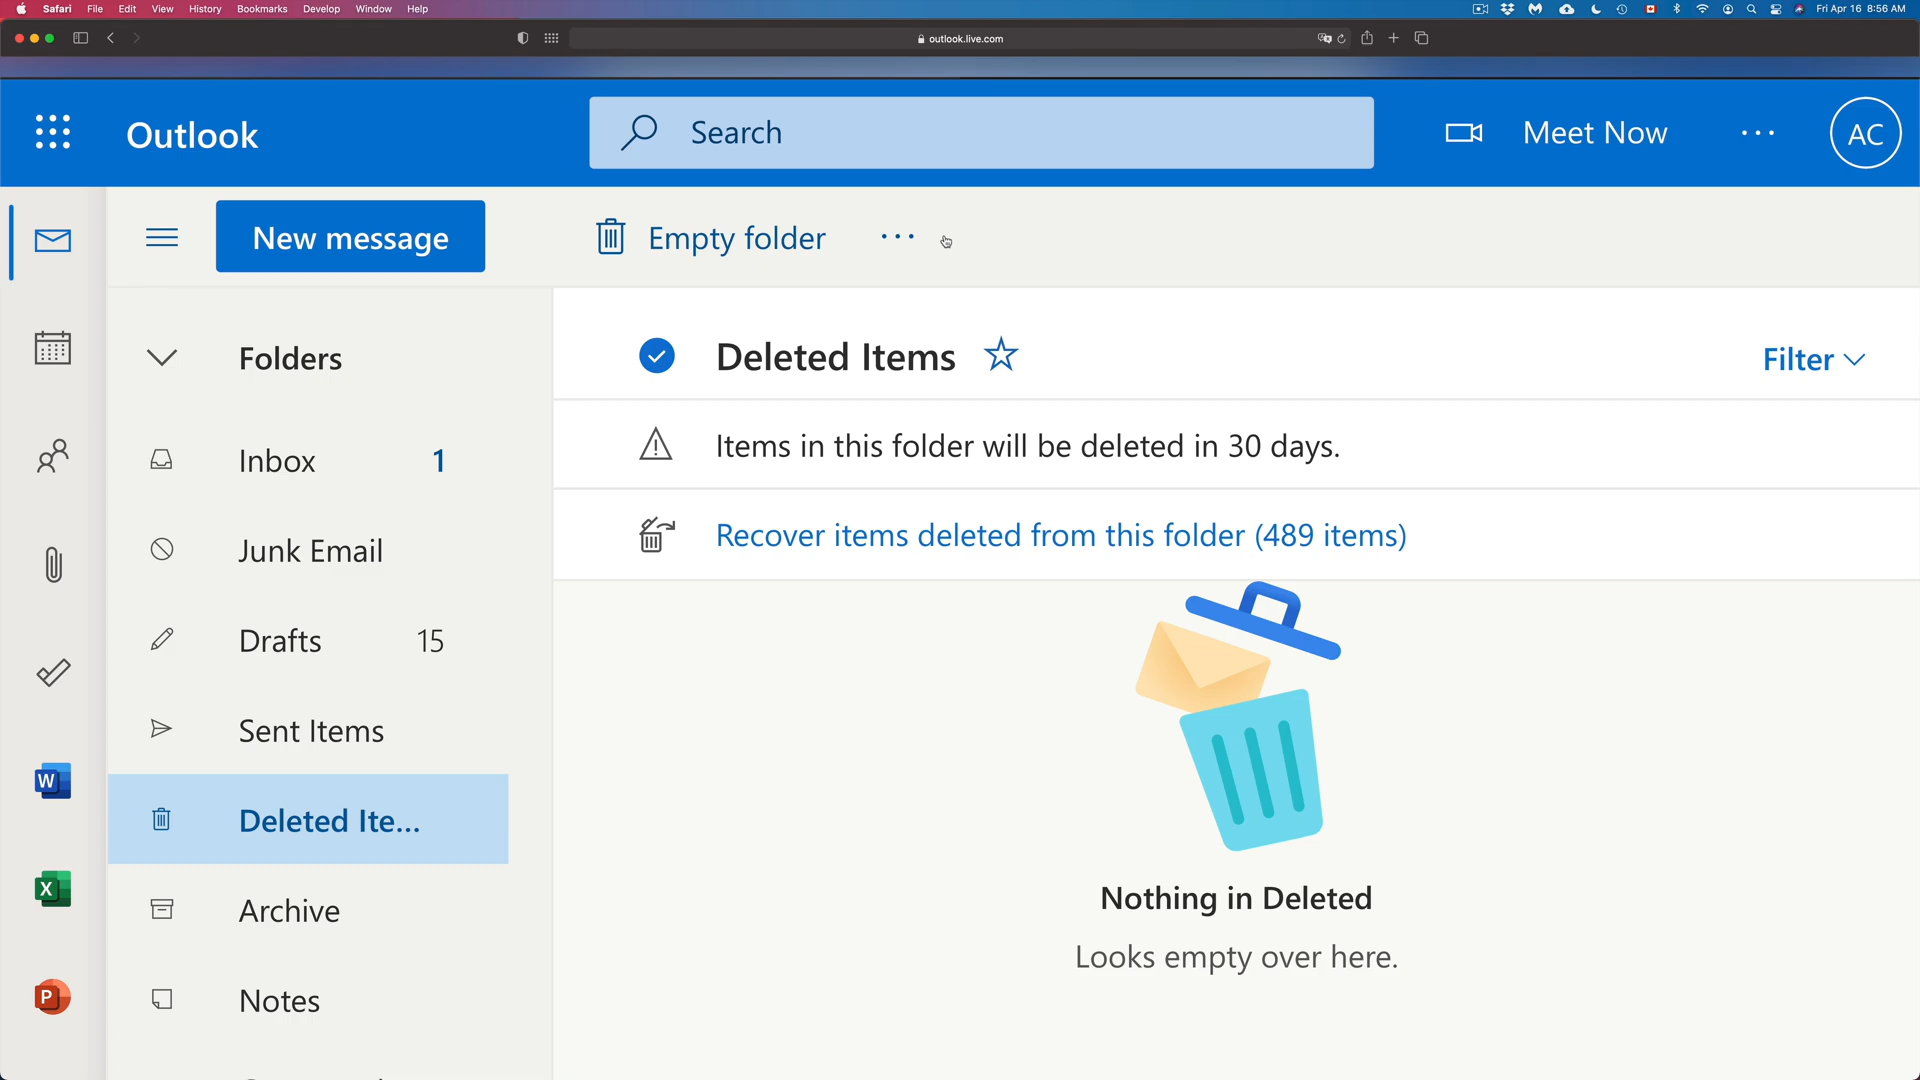 Safari File Edit View History Bookmarks Develop Window Help Fri Apr 16 8:56 AM
outlook.live.com
Outlook Search Meet Now ··· AC
New message Empty folder ···
Folders Deleted Items Filter
Items in this folder will be deleted in 30 days.
Inbox 1
Recover items deleted from this folder (489 items)
Junk Email
Drafts 15
Sent Items
W
Deleted Ite...
X
Nothing in Deleted
Archive
Looks empty over here.
P
Notes